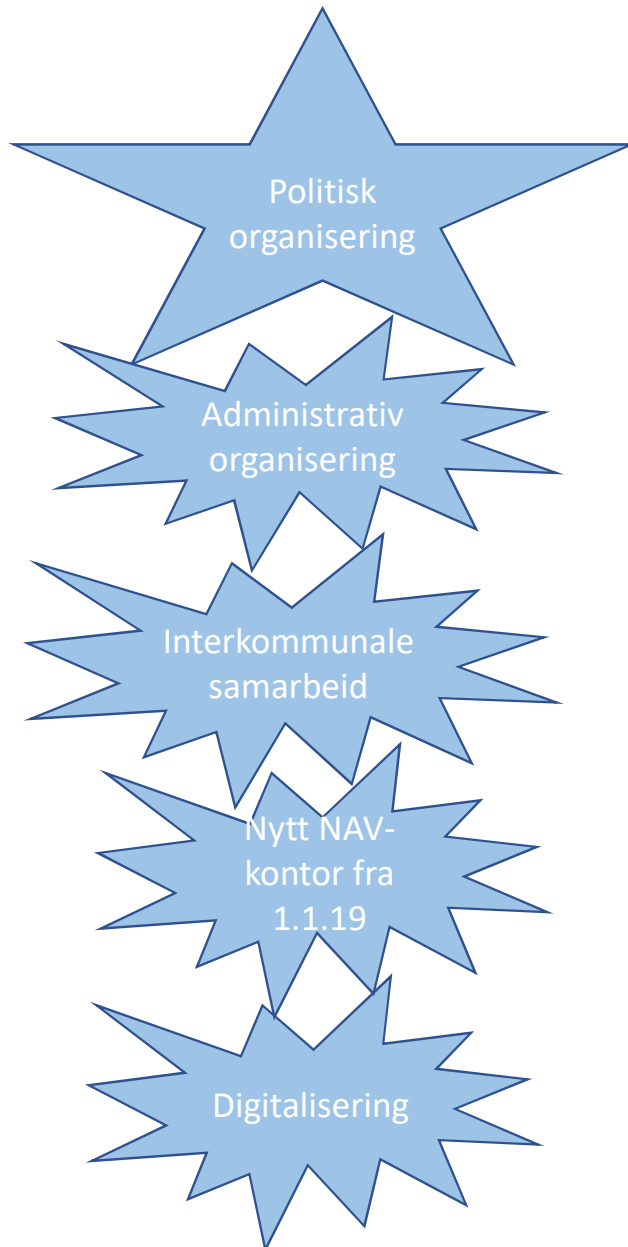 Politisk
organisering
Administrativ
organisering
Interkommunale
samarbeid
Nytt NAV-
kontor fra
1.1.19
Digitalisering